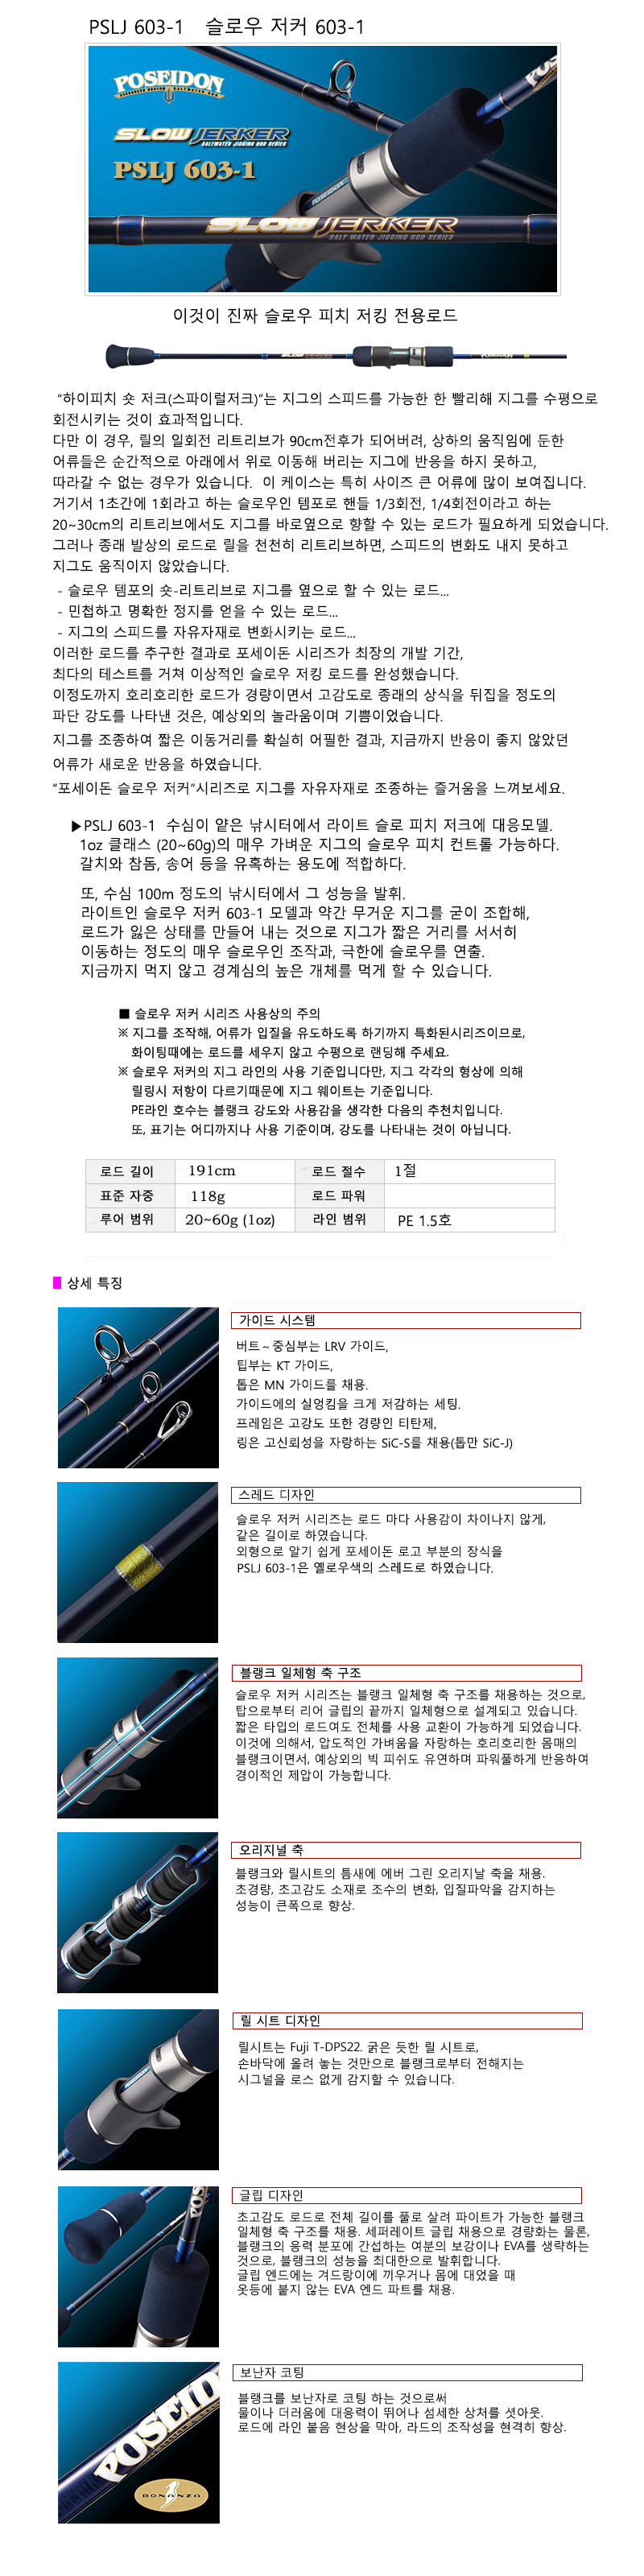 PSLJ 603-1 슬로우 저커 603-1
POSEIDON
SLOW JERKER
SALTWATER JIGGING ROD SERIES
PSLJ 603-1
POSEIDON
SLOW JERKER
SALT WATER JIGGING ROD SERIES
이것이 진짜 슬로우 피치 저킹 전용로드
"하이피치 숏 저크(스파이럴저크)"는 지그의 스피드를 가능한 한 빨리해 지그를 수평으로
회전시키는 것이 효과적입니다.
다만 이 경우, 릴의 일회전 리트리브가 90cm전후가 되어버려, 상하의 움직임에 둔한
어류들은 순간적으로 아래에서 위로 이동해 버리는 지그에 반응을 하지 못하고,
따라갈 수 없는 경우가 있습니다. 이 케이스는 특히 사이즈 큰 어류에 많이 보여집니다.
거기서 1초간에 1회라고 하는 슬로우인 템포로 핸들 1/3회전, 1/4회전이라고 하는
20~30cm의 리트리브에서도 지그를 바로옆으로 향할 수 있는 로드가 필요하게 되었습니다.
그러나 종래 발상의 로드로 릴을 천천히 리트리브하면, 스피드의 변화도 내지 못하고
지그도 움직이지 않았습니다.
- 슬로우 템포의 숏-리트리브로 지그를 옆으로 할 수 있는 로드...
- 민첩하고 명확한 정지를 얻을 수 있는 로드...
- 지그의 스피드를 자유자재로 변화시키는 로드...
이러한 로드를 추구한 결과로 포세이돈 시리즈가 최장의 개발 기간,
최다의 테스트를 거쳐 이상적인 슬로우 저킹 로드를 완성했습니다.
이정도까지 호리호리한 로드가 경량이면서 고감도로 종래의 상식을 뒤집을 정도의
파단 강도를 나타낸 것은, 예상외의 놀라움이며 기쁨이었습니다.
지그를 조종하여 짧은 이동거리를 확실히 어필한 결과, 지금까지 반응이 좋지 않았던
어류가 새로운 반응을 하였습니다.
"포세이돈 슬로우 저커"시리즈로 지그를 자유자재로 조종하는 즐거움을 느껴보세요.
▶PSLJ 603-1 수심이 얕은 낚시터에서 라이트 슬로 피치 저크에 대응모델.
1oz 클래스 (20~60g)의 매우 가벼운 지그의 슬로우 피치 컨트롤 가능하다.
갈치와 참돔, 송어 등을 유혹하는 용도에 적합하다.
또, 수심 100m 정도의 낚시터에서 그 성능을 발휘.
라이트인 슬로우 저커 603-1 모델과 약간 무거운 지그를 굳이 조합해,
로드가 잃은 상태를 만들어 내는 것으로 지그가 짧은 거리를 서서히
이동하는 정도의 매우 슬로우인 조작과, 극한에 슬로우를 연출.
지금까지 먹지 않고 경계심의 높은 개체를 먹게 할 수 있습니다.
■ 슬로우 저커 시리즈 사용상의 주의
※ 지그를 조작해, 어류가 입질을 유도하도록 하기까지 특화된시리즈이므로,
화이팅때에는 로드를 세우지 않고 수평으로 랜딩해 주세요.
※ 슬로우 저커의 지그 라인의 사용 기준입니다만, 지그 각각의 형상에 의해
릴링시 저항이 다르기때문에 지그 웨이트는 기준입니다.
PE라인 호수는 블랭크 강도와 사용감을 생각한 다음의 추천치입니다.
또, 표기는 어디까지나 사용 기준이며, 강도를 나타내는 것이 아닙니다.
로드 길이 191cm 로드 절수 1절
표준 자중 118g 로드 파워
루어 범위 20~60g (1oz) 라인 범위 PE 1.5호
상세 특징
가이드 시스템
버트~중심부는 LRV 가이드,
팁부는 KT 가이드,
톱은 MN 가이드를 채용.
가이드에의 실엉킴을 크게 저감하는 세팅.
프레임은 고강도 또한 경량인 티탄제,
링은 고신뢰성을 자랑하는 SiC-S를 채용(톱만 SiC-J)
스레드 디자인
슬로우 저커 시리즈는 로드 마다 사용감이 차이나지 않게,
같은 길이로 하였습니다.
외형으로 알기 쉽게 포세이돈 로고 부분의 장식을
PSLJ 603-1은 옐로우색의 스레드로 하였습니다.
블랭크 일체형 축 구조
슬로우 저커 시리즈는 블랭크 일체형 축 구조를 채용하는 것으로,
탑으로부터 리어 글립의 끝까지 일체형으로 설계되고 있습니다.
짧은 타입의 로드여도 전체를 사용 교환이 가능하게 되었습니다.
이것에 의해서, 압도적인 가벼움을 자랑하는 호리호리한 몸매의
블랭크이면서, 예상외의 빅 피쉬도 유연하며 파워풀하게 반응하여
경이적인 제압이 가능합니다.
오리지널 축
블랭크와 릴시트의 틈새에 에버 그린 오리지날 축을 채용.
초경량, 초고감도 소재로 조수의 변화, 입질파악을 감지하는
성능이 큰폭으로 향상.
릴 시트 디자인
릴시트는 Fuji T-DPS22. 굵은 듯한 릴 시트로,
손바닥에 올려 놓는 것만으로 블랭크로부터 전해지는
시그널을 로스 없게 감지할 수 있습니다.
글립 디자인
초고감도 로드로 전체 길이를 풀로 살려 파이트가 가능한 블랭크
일체형 축 구조를 채용. 세퍼레이트 글립 채용으로 경량화는 물론,
블랭크의 응력 분포에 간섭하는 여분의 보강이나 EVA를 생략하는
것으로, 블랭크의 성능을 최대한으로 발휘합니다.
글립 엔드에는 겨드랑이에 끼우거나 몸에 대었을 때
옷등에 붙지 않는 EVA 엔드 파트를 채용.
보난자 코팅
블랭크를 보난자로 코팅 하는 것으로써
물이나 더러움에 대응력이 뛰어나 섬세한 상처를 셧아웃.
로드에 라인 붙음 현상을 막아, 라드의 조작성을 현격히 향상.
POSEIDON
BONANZA